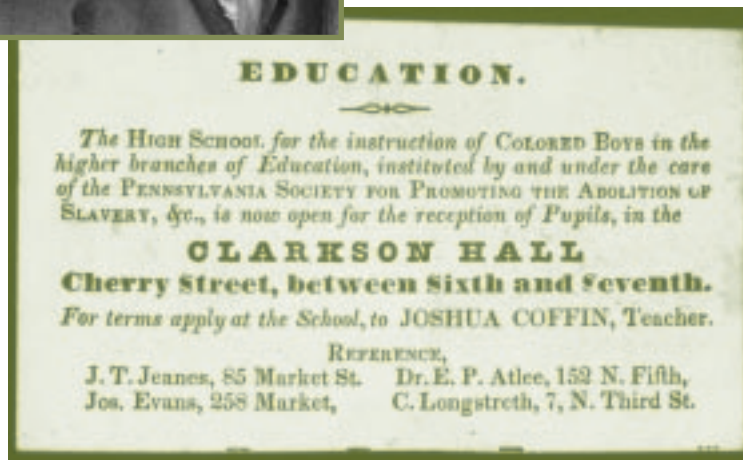 EDUCATION.
The HIGH SCHOOL for the instruction of COLORED BOYS in the
higher branches of Education, instituted by and under the care
of the PENNSYLVANIA SOCIETY FOR PROMOTING THE ABOLITION OF
SLAVERY, &c., is now open for the reception of Pupils, in the
CLARKSON HALL
Cherry Street, between Sixth and Seventh.
For terms apply at the School, to JOSHUA COFFIN, Teacher.
REFERENCE,
J. T. Jeanes, 85 Market St. Dr. E. P. Atlee, 152 N. Fifth,
Jos. Evans, 258 Market, C. Longstreth, 7, N. Third St.